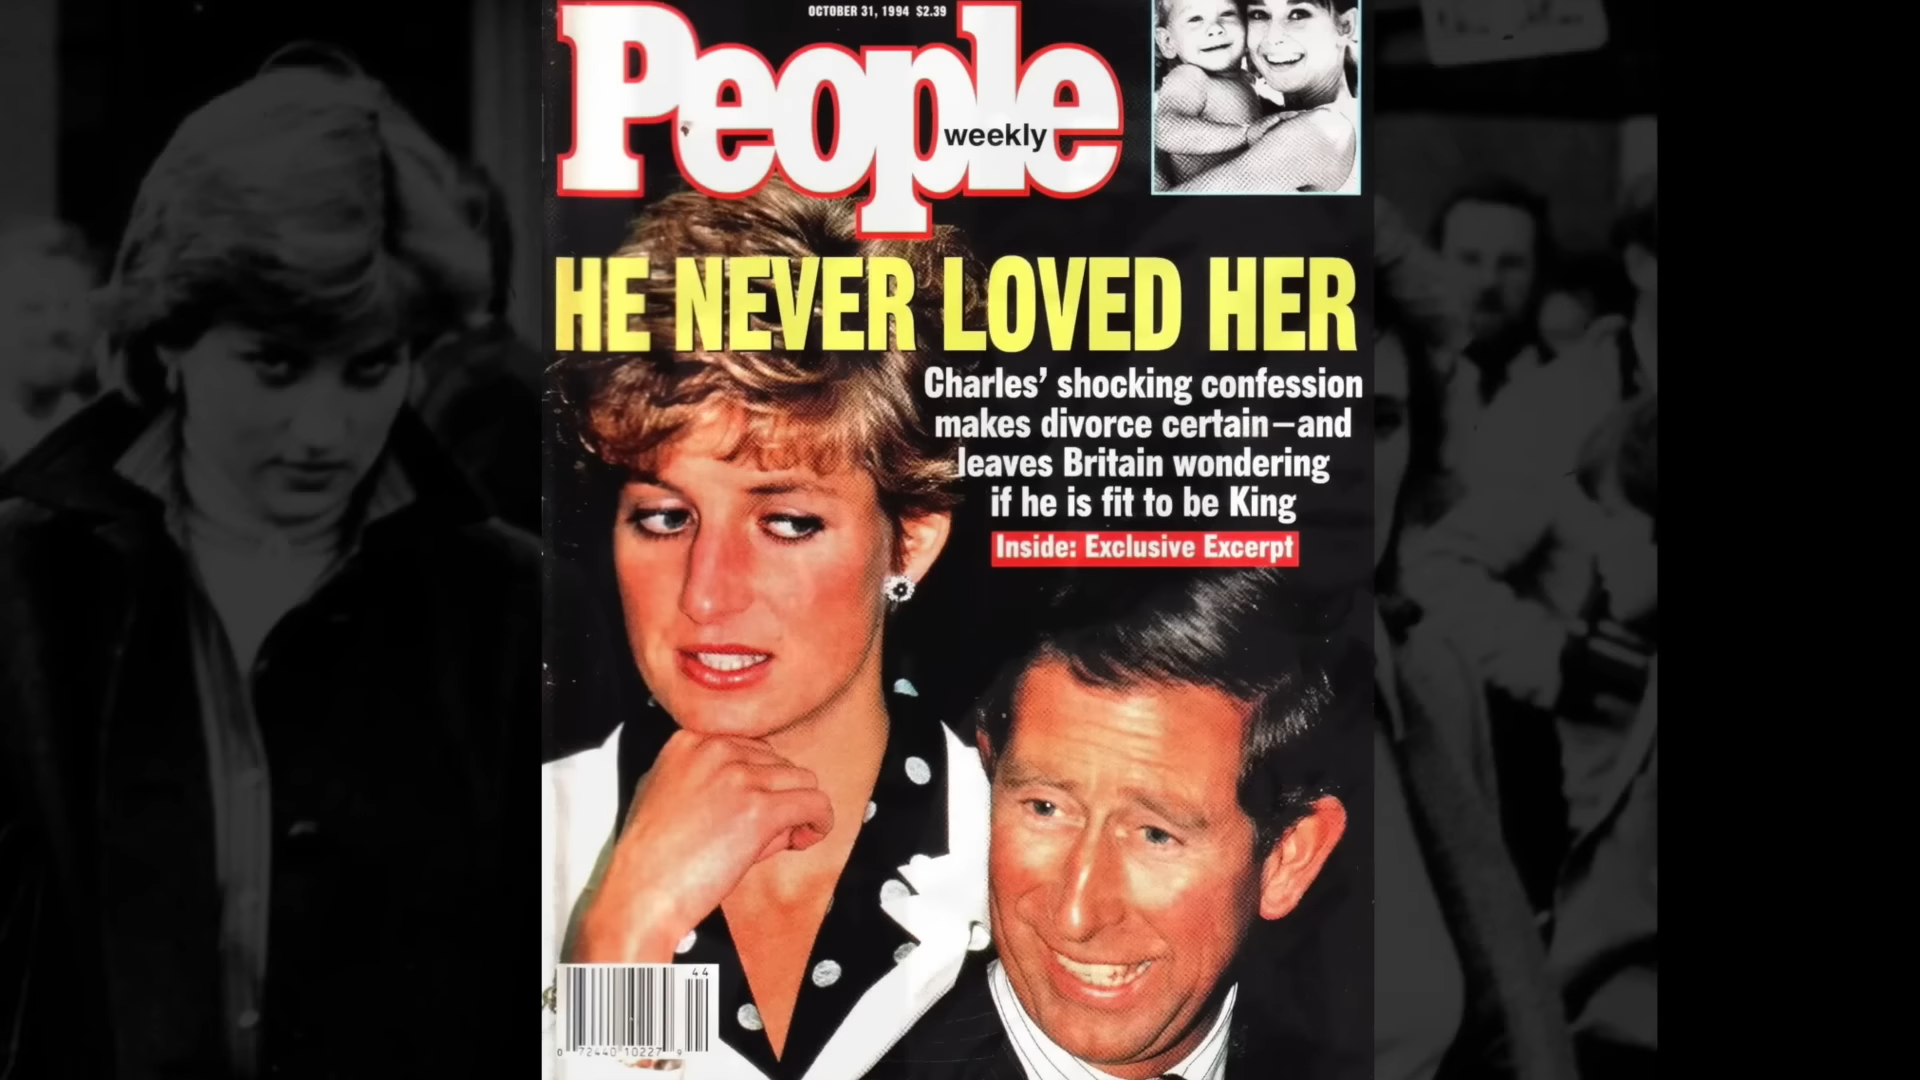 OCTOBER 31, 1994 $2.39
People
weekly
HE NEVER LOVED HER
Charles' shocking confession
makes divorce certain—and
leaves Britain wondering
if he is fit to be King
Inside: Exclusive Excerpt
44
0 72440 10227 9